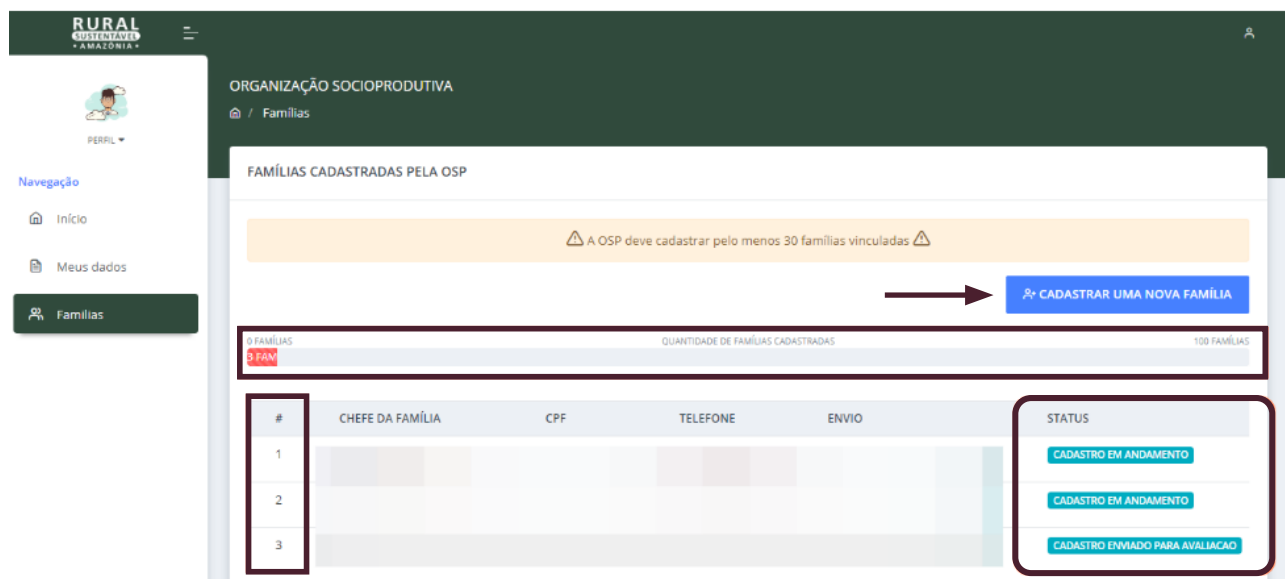 RURAL
SUSTENTÁVEL
• AMAZÔNIA •
ORGANIZAÇÃO SOCIOPRODUTIVA
/ Famílias
PERFIL
Navegação
Início
Meus dados
Famílias
FAMÍLIAS CADASTRADAS PELA OSP
A OSP deve cadastrar pelo menos 30 famílias vinculadas
CADASTRAR UMA NOVA FAMÍLIA
0 FAMÍLIAS QUANTIDADE DE FAMÍLIAS CADASTRADAS 100 FAMÍLIAS
3 FAM
# CHEFE DA FAMÍLIA CPF TELEFONE ENVIO STATUS
1 CADASTRO EM ANDAMENTO
2 CADASTRO EM ANDAMENTO
3 CADASTRO ENVIADO PARA AVALIACAO